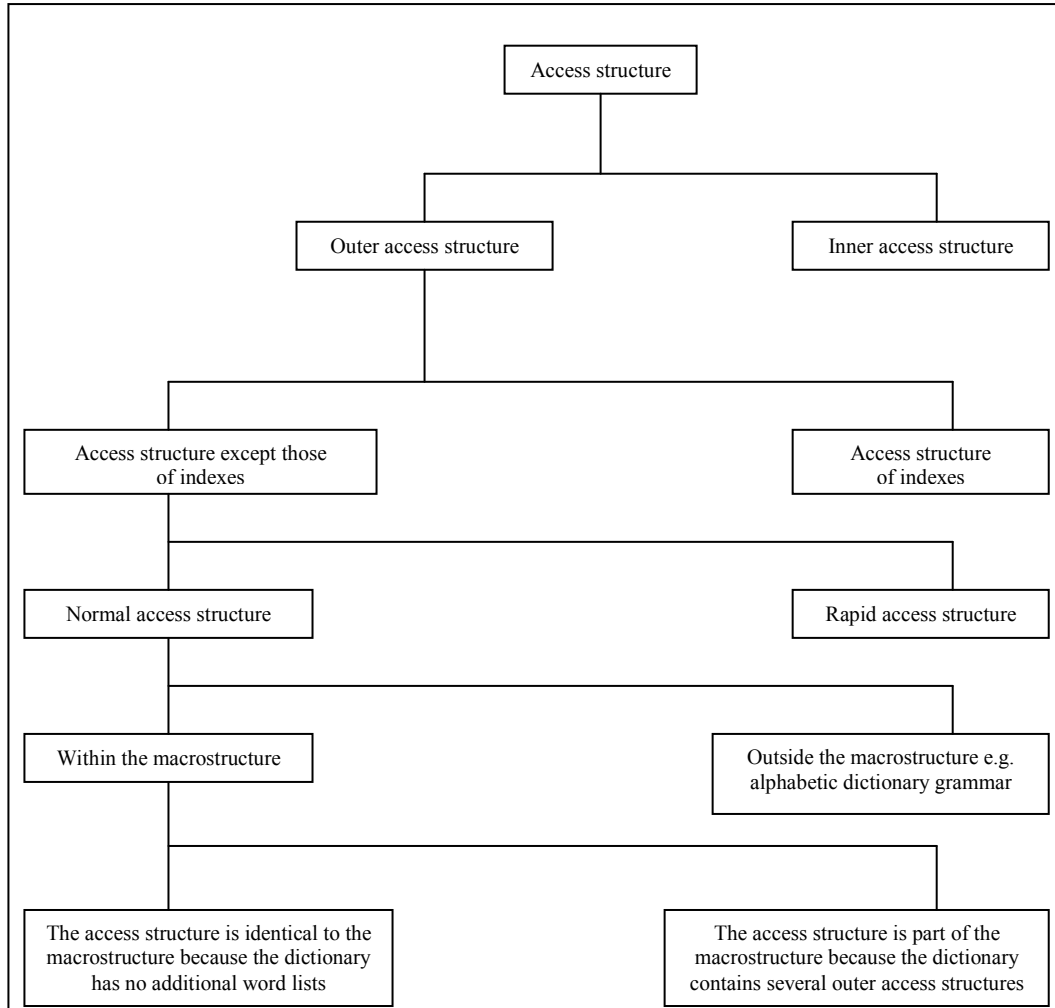 Access structure
Outer access structure
Inner access structure
Access structure except those
of indexes
Access structure
of indexes
Normal access structure
Rapid access structure
Within the macrostructure
Outside the macrostructure e.g.
alphabetic dictionary grammar
The access structure is identical to the
macrostructure because the dictionary
has no additional word lists
The access structure is part of the
macrostructure because the dictionary
contains several outer access structures